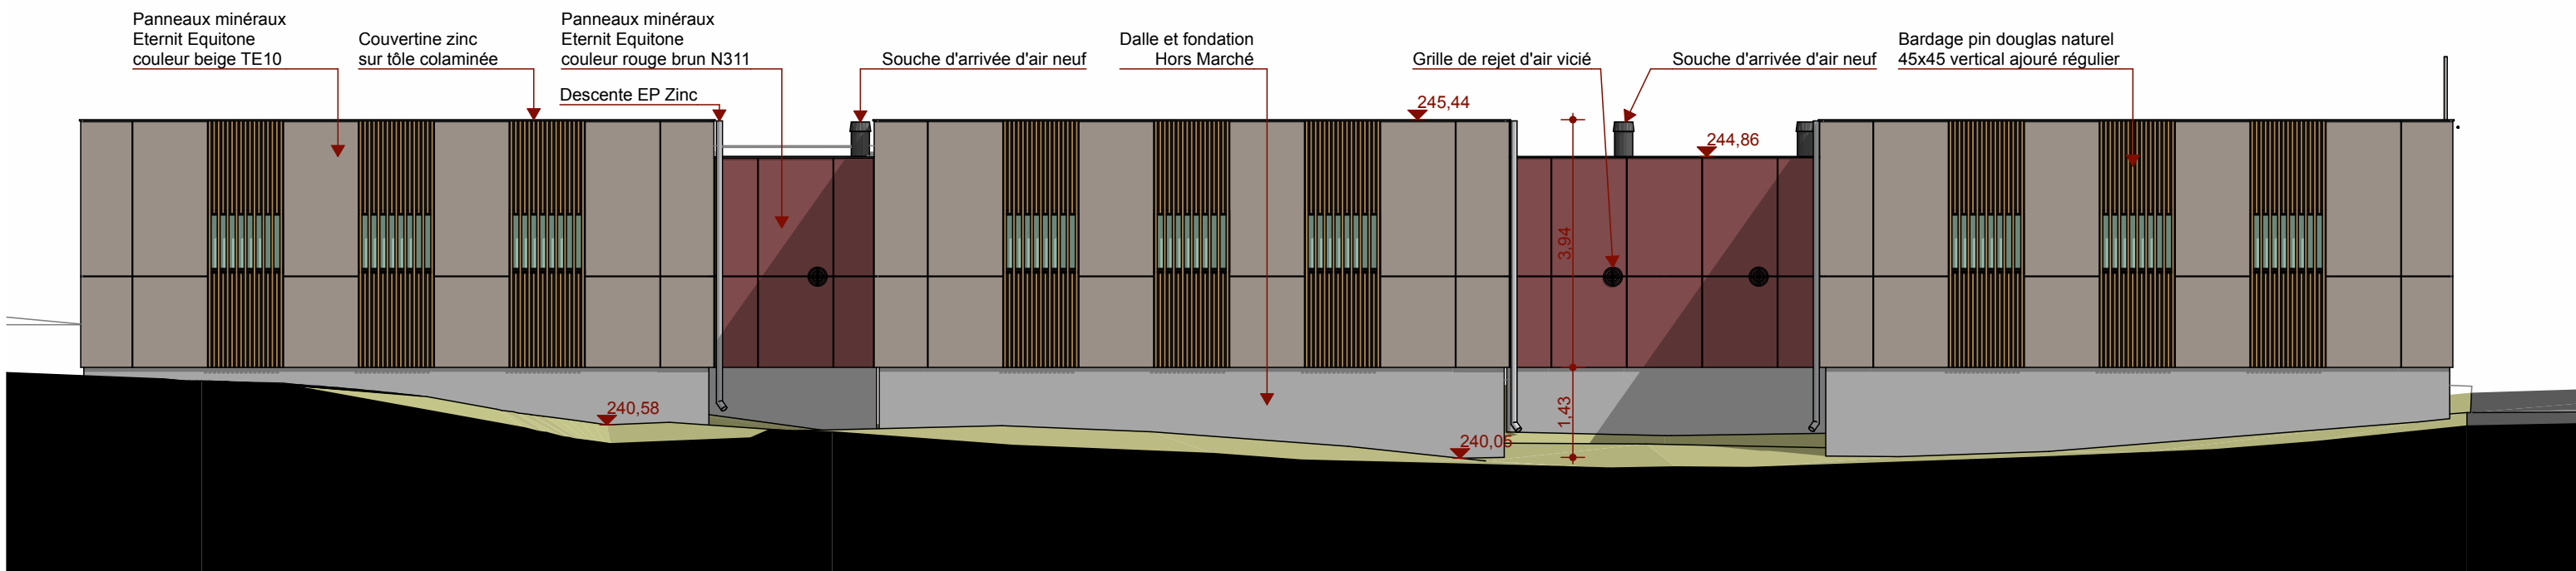 Panneaux minéraux
Eternit Equitone
couleur beige TE10
Couvertine zinc
sur tôle colaminée
Panneaux minéraux
Eternit Equitone
couleur rouge brun N311
Descente EP Zinc
Souche d'arrivée d'air neuf
Dalle et fondation
Hors Marché
Grille de rejet d'air vicié
Souche d'arrivée d'air neuf
Bardage pin douglas naturel
45x45 vertical ajouré régulier
245,44
244,86
3,94
1,43
240,58
240,05